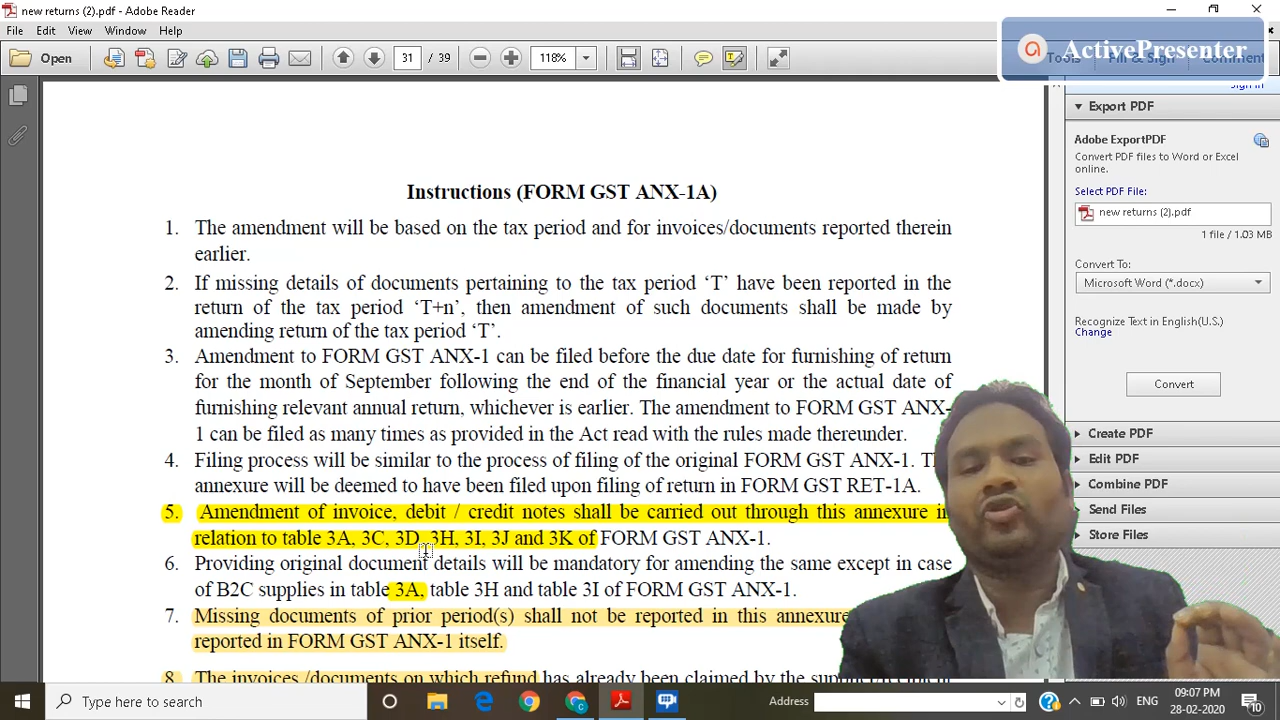 new returns (2).pdf - Adobe Reader
File Edit View Window Help
ActivePresenter
Open 31 / 39 118% Tools Fill & Sign Comment
Sign In
Export PDF
Adobe ExportPDF
Convert PDF files to Word or Excel
online.
Select PDF File:
new returns (2).pdf
1 file / 1.03 MB
Convert To:
Microsoft Word (*.docx)
Recognize Text in English(U.S.)
Change
Convert
Create PDF
Edit PDF
Combine PDF
Send Files
Store Files
Instructions (FORM GST ANX-1A)
1. The amendment will be based on the tax period and for invoices/documents reported therein
earlier.
2. If missing details of documents pertaining to the tax period ‘T’ have been reported in the
return of the tax period ‘T+n’, then amendment of such documents shall be made by
amending return of the tax period ‘T’.
3. Amendment to FORM GST ANX-1 can be filed before the due date for furnishing of return
for the month of September following the end of the financial year or the actual date of
furnishing relevant annual return, whichever is earlier. The amendment to FORM GST ANX-
1 can be filed as many times as provided in the Act read with the rules made thereunder.
4. Filing process will be similar to the process of filing of the original FORM GST ANX-1.
annexure will be deemed to have been filed upon filing of return in FORM GST RET-1A.
5. Amendment of invoice, debit / credit notes shall be carried out through this annexure in
relation to table 3A, 3C, 3D, 3H, 3I, 3J and 3K of FORM GST ANX-1.
6. Providing original document details will be mandatory for amending the same except in case
of B2C supplies in table 3A, table 3H and table 3I of FORM GST ANX-1.
7. Missing documents of prior period(s) shall not be reported in this annexure
reported in FORM GST ANX-1 itself.
8. The invoices /documents on which refund has already been claimed by the
Type here to search
Address
ENG
09:07 PM
28-02-2020
10